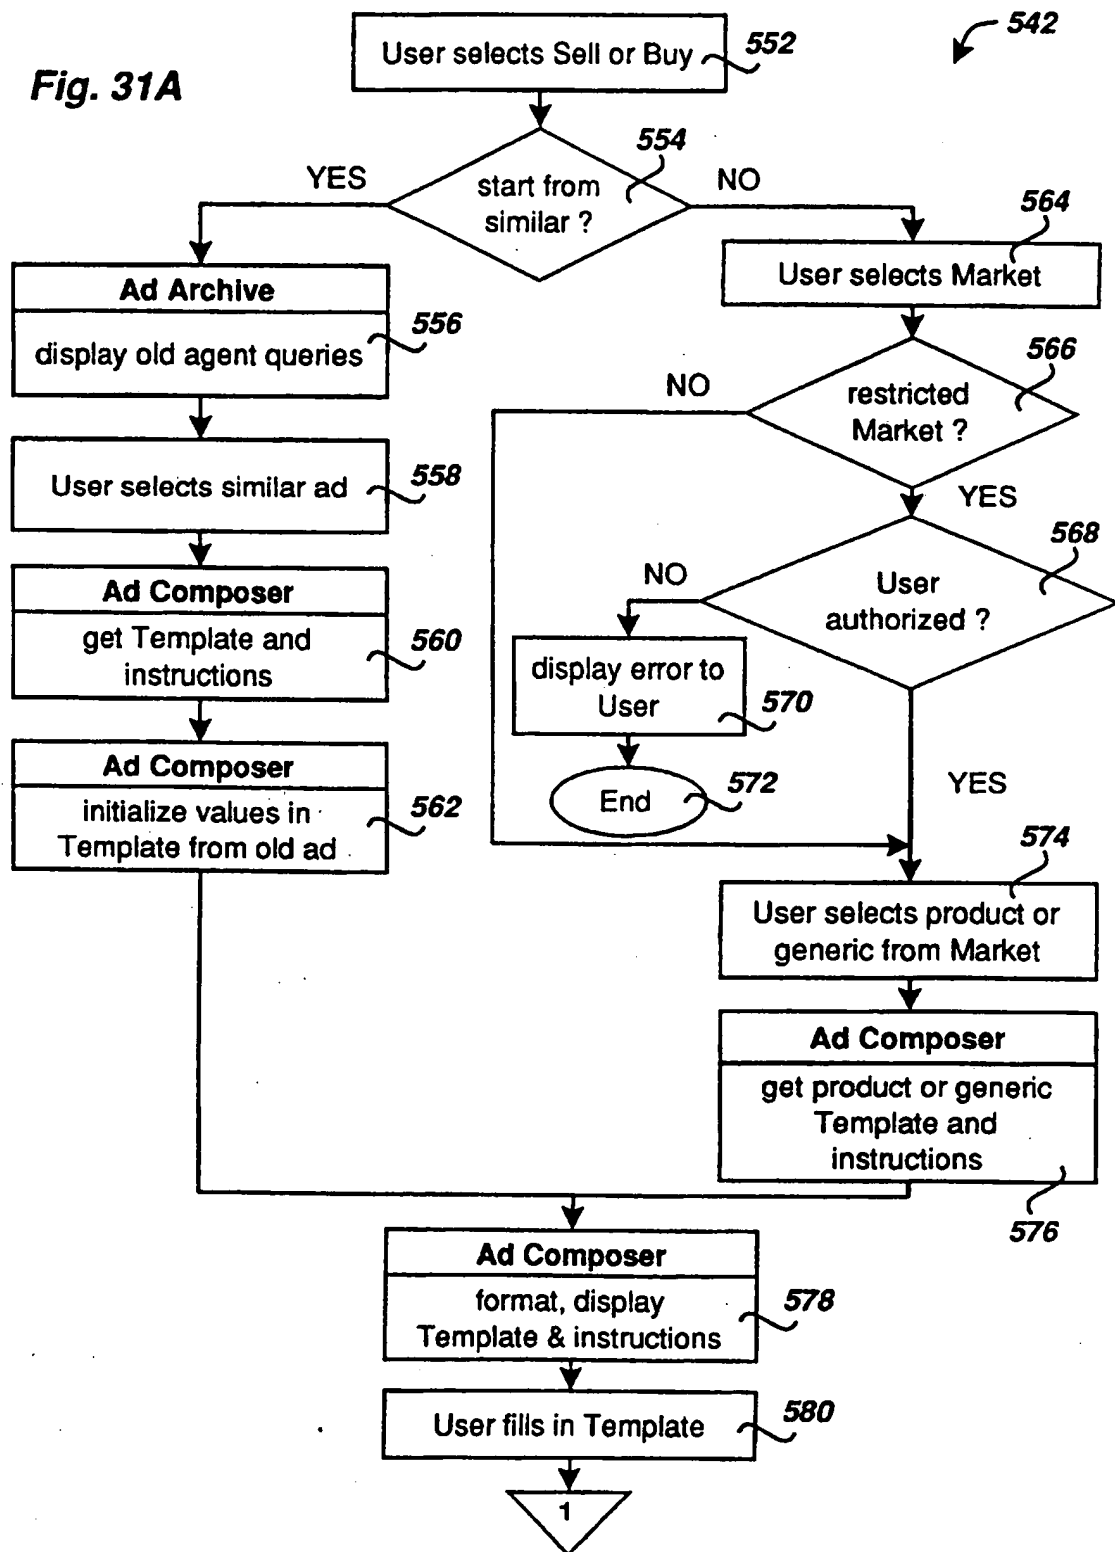 542
Fig. 31A
User selects Sell or Buy
552
554
start from
similar ?
YES
NO
564
User selects Market
Ad Archive
display old agent queries
556
566
restricted
Market ?
NO
YES
User selects similar ad
558
568
User
authorized ?
NO
YES
Ad Composer
get Template and
instructions
560
display error to
User
570
End
572
Ad Composer
initialize values in
Template from old ad
562
574
User selects product or
generic from Market
Ad Composer
get product or generic
Template and
instructions
576
Ad Composer
format, display
Template & instructions
578
User fills in Template
580
1